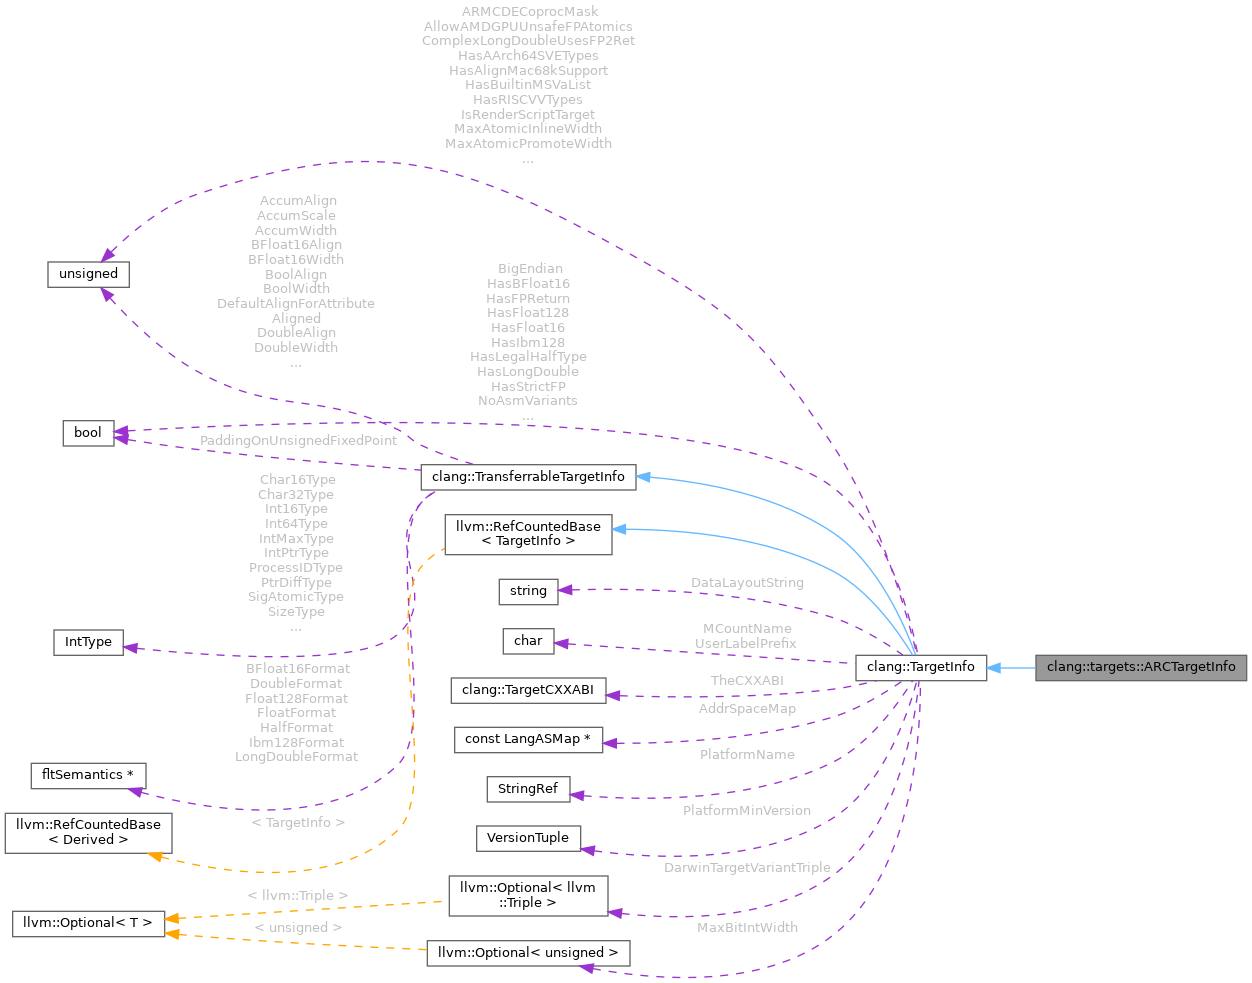 ARMCDECoprocMask
AllowAMDGPUUnsafeFPAtomics
ComplexLongDoubleUsesFP2Ret
HasAArch64SVETypes
HasAlignMac68kSupport
HasBuiltinMSVaList
HasRISCVVTypes
IsRenderScriptTarget
MaxAtomicInlineWidth
MaxAtomicPromoteWidth
...
AccumAlign
AccumScale
AccumWidth
BFloat16Align
BFloat16Width
BoolAlign
BoolWidth
DefaultAlignForAttribute
Aligned
DoubleAlign
DoubleWidth
...
unsigned
BigEndian
HasBFloat16
HasFPReturn
HasFloat128
HasFloat16
HasIbm128
HasLegalHalfType
HasLongDouble
HasStrictFP
NoAsmVariants
...
bool
PaddingOnUnsignedFixedPoint
clang::TransferrableTargetInfo
Char16Type
Char32Type
Int16Type
Int64Type
IntMaxType
IntPtrType
ProcessIDType
PtrDiffType
SigAtomicType
SizeType
...
llvm::RefCountedBase
< TargetInfo >
string
DataLayoutString
char
MCountName
UserLabelPrefix
IntType
clang::TargetInfo
clang::targets::ARCTargetInfo
BFloat16Format
DoubleFormat
Float128Format
FloatFormat
HalfFormat
Ibm128Format
LongDoubleFormat
clang::TargetCXXABI
TheCXXABI
const LangASMap *
AddrSpaceMap
fltSemantics *
StringRef
PlatformName
llvm::RefCountedBase
< Derived >
< TargetInfo >
VersionTuple
PlatformMinVersion
llvm::Optional< llvm
::Triple >
DarwinTargetVariantTriple
< llvm::Triple >
llvm::Optional< T >
< unsigned >
llvm::Optional< unsigned >
MaxBitIntWidth